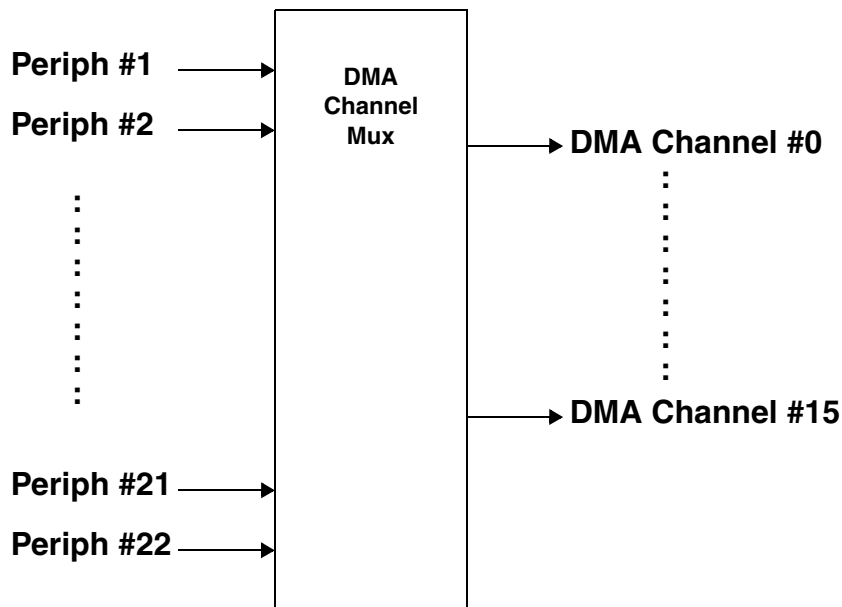 Periph #1
Periph #2
:
:
:
:
:
:
:
Periph #21
Periph #22
DMA
Channel
Mux
DMA Channel #0
:
:
:
:
:
:
:
DMA Channel #15